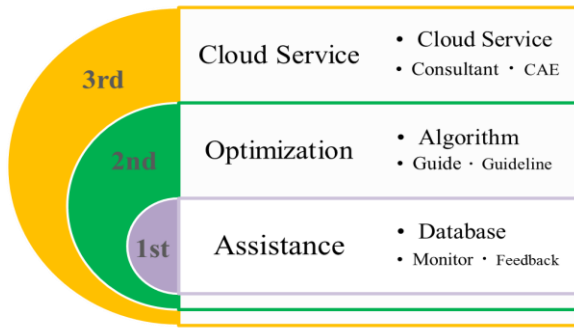 3rd
Cloud Service
• Cloud Service
• Consultant · CAE
2nd
Optimization
• Algorithm
• Guide · Guideline
1st
Assistance
• Database
• Monitor · Feedback